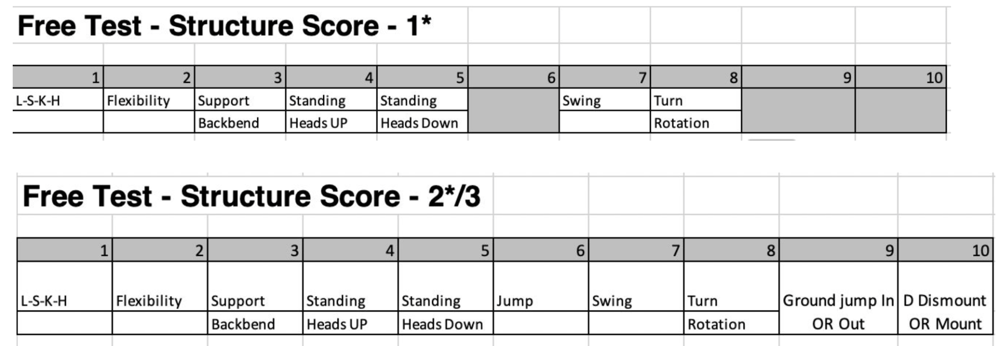 Free Test - Structure Score - 1*
1 2 3 4 5 6 7 8 9 10
L-S-K-H Flexibility Support Standing Standing Swing Turn
Backbend Heads UP Heads Down Rotation
Free Test - Structure Score - 2*/3
1 2 3 4 5 6 7 8 9 10
L-S-K-H Flexibility Support Standing Standing Jump Swing Turn Ground jump In D Dismount
Backbend Heads UP Heads Down Rotation OR Out OR Mount